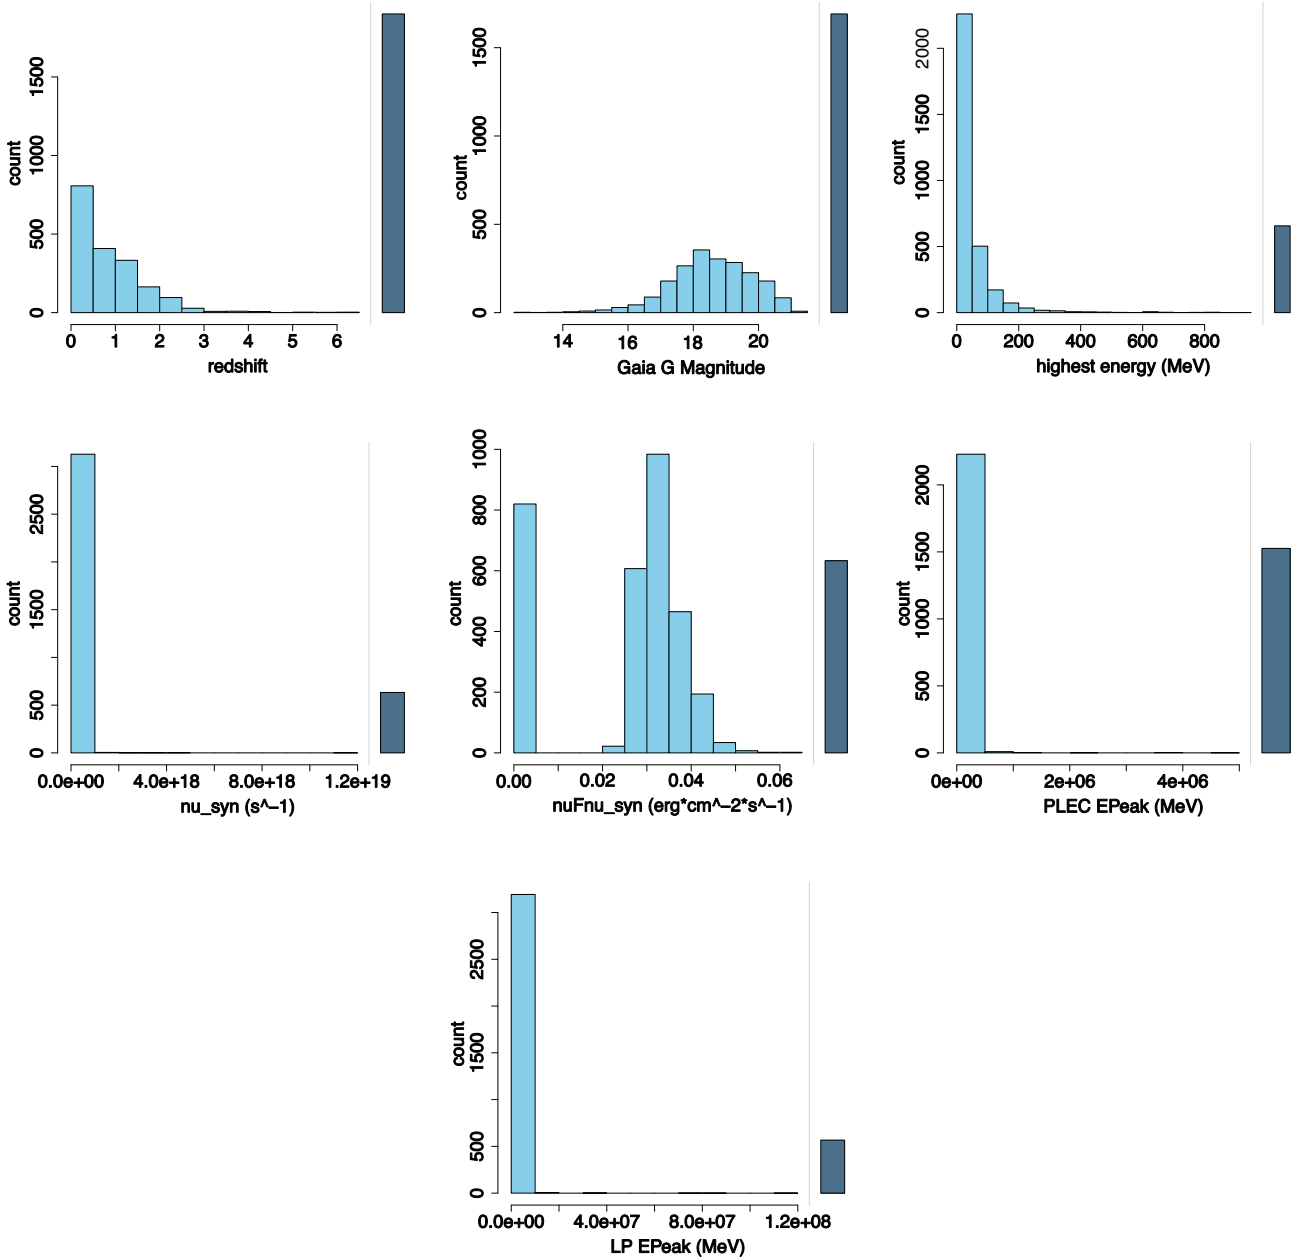 count
0 500 1000 1500
0 1 2 3 4 5 6
redshift
count
0 500 1000 1500
14 16 18 20
Gaia G Magnitude
count
0 500 1000 1500 2000
0 200 400 600 800
highest energy (MeV)
count
0 500 1500 2500
0.0e+00 4.0e+18 8.0e+18 1.2e+19
nu_syn (s^−1)
count
0 200 400 600 800 1000
0.00 0.02 0.04 0.06
nuFnu_syn (erg*cm^−2*s^−1)
count
0 500 1000 1500 2000
0e+00 2e+06 4e+06
PLEC EPeak (MeV)
count
0 500 1500 2500
0.0e+00 4.0e+07 8.0e+07 1.2e+08
LP EPeak (MeV)